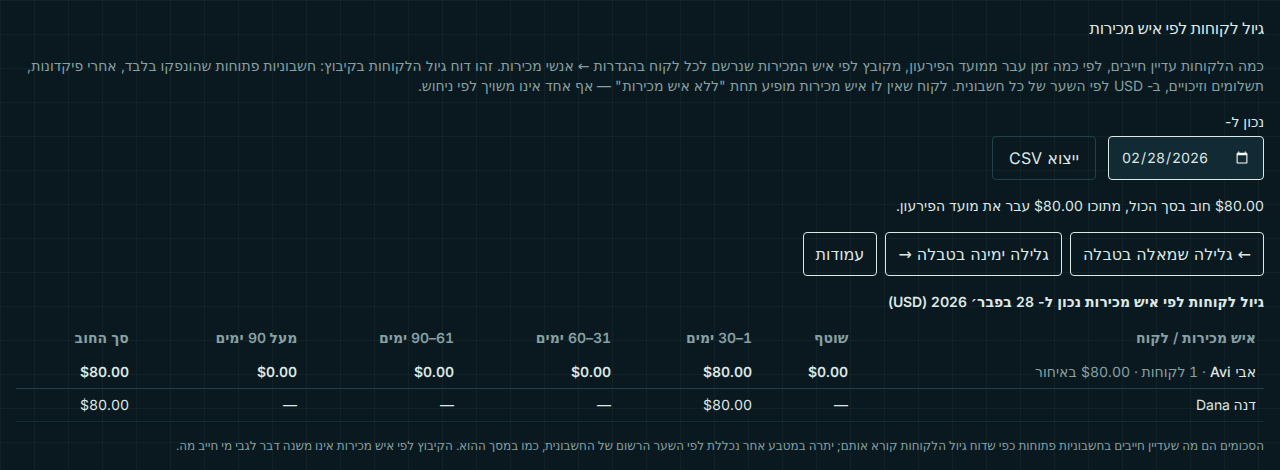 גיול לקוחות לפי איש מכירות
כמה הלקוחות עדיין חייבים, לפי כמה זמן עבר ממועד הפירעון, מקובץ לפי איש המכירות שנרשם לכל לקוח בהגדרות ← אנשי מכירות. זהו דוח גיול הלקוחות בקיבוץ: חשבוניות פתוחות שהונפקו בלבד, אחרי פיקדונות,
תשלומים וזיכויים, ב- USD לפי השער של כל חשבונית. לקוח שאין לו איש מכירות מופיע תחת "ללא איש מכירות" — אף אחד אינו משויך לפי ניחוש.
נכון ל-
02/28/2026 ייצוא CSV
$80.00 חוב בסך הכול, מתוכו $80.00 עבר את מועד הפירעון.
← גלילה שמאלה בטבלה גלילה ימינה בטבלה → עמודות
גיול לקוחות לפי איש מכירות נכון ל- 28 בפבר׳ 2026 (USD)
איש מכירות / לקוח שוטף 1–30 ימים 31–60 ימים 61–90 ימים מעל 90 ימים סך החוב
אבי Avi · 1 לקוחות · $80.00 באיחור $0.00 $80.00 $0.00 $0.00 $0.00 $80.00
דנה Dana — $80.00 — — — $80.00
הסכומים הם מה שעדיין חייבים בחשבוניות פתוחות כפי שדוח גיול הלקוחות קורא אותם; יתרה במטבע אחר נכללת לפי השער הרשום של החשבונית, כמו במסך ההוא. הקיבוץ לפי איש מכירות אינו משנה דבר לגבי מי חייב מה.